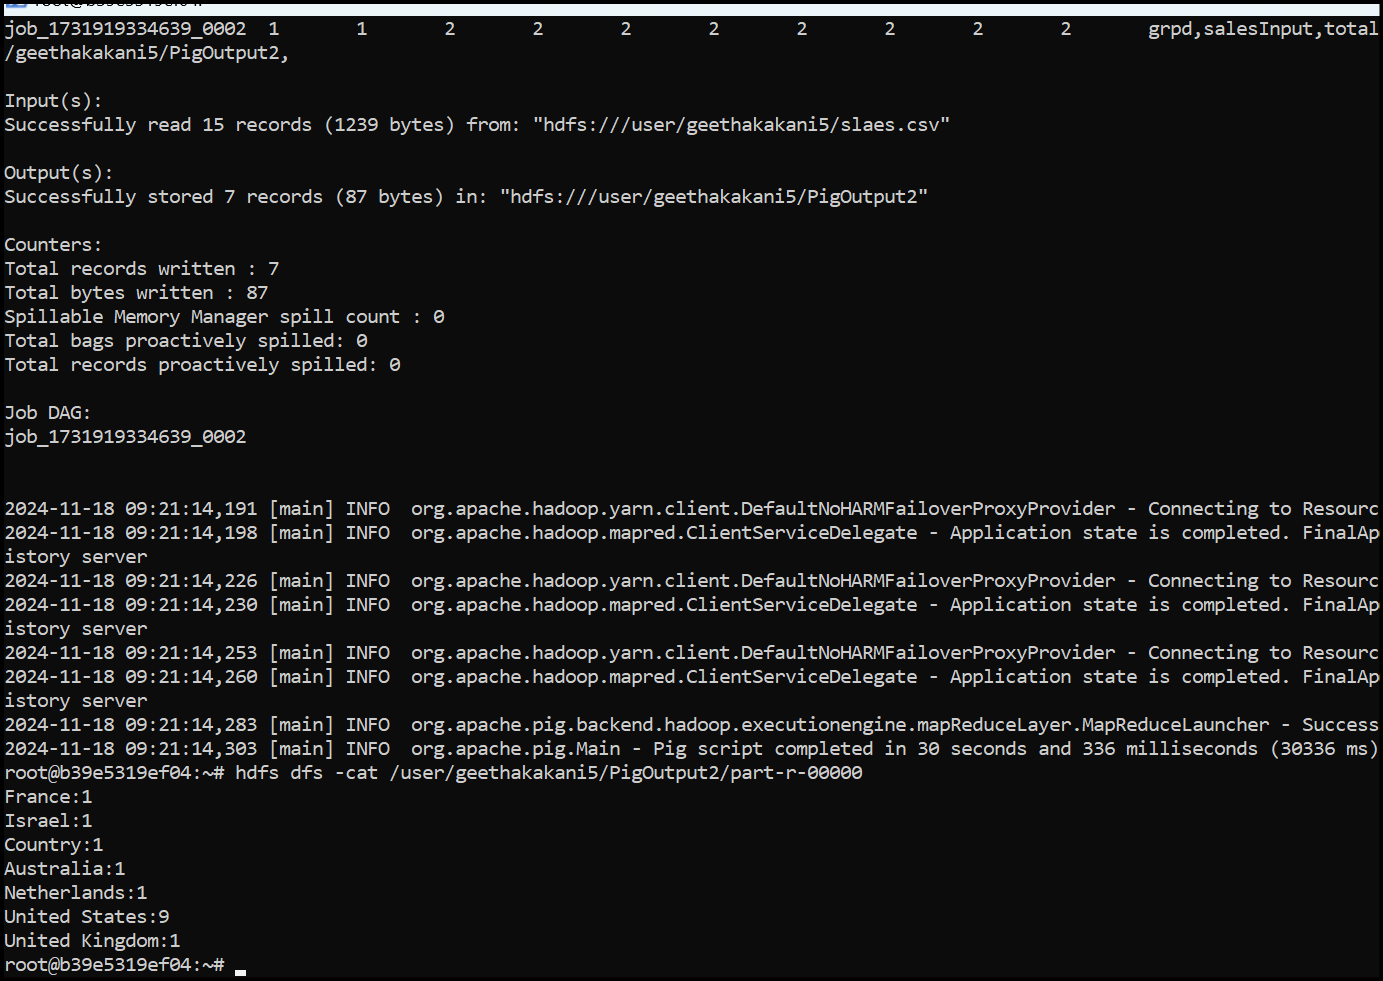 job_1731919334639_0002 1 1 2 2 2 2 2 2 2 2 grpd,salesInput,total
/geethakakani5/PigOutput2,
Input(s):
Successfully read 15 records (1239 bytes) from: "hdfs:///user/geethakakani5/slaes.csv"
Output(s):
Successfully stored 7 records (87 bytes) in: "hdfs:///user/geethakakani5/PigOutput2"
Counters:
Total records written : 7
Total bytes written : 87
Spillable Memory Manager spill count : 0
Total bags proactively spilled: 0
Total records proactively spilled: 0
Job DAG:
job_1731919334639_0002
2024-11-18 09:21:14,191 [main] INFO  org.apache.hadoop.yarn.client.DefaultNoHARMFailoverProxyProvider - Connecting to Resourc
2024-11-18 09:21:14,198 [main] INFO  org.apache.hadoop.mapred.ClientServiceDelegate - Application state is completed. FinalAp
istory server
2024-11-18 09:21:14,226 [main] INFO  org.apache.hadoop.yarn.client.DefaultNoHARMFailoverProxyProvider - Connecting to Resourc
2024-11-18 09:21:14,230 [main] INFO  org.apache.hadoop.mapred.ClientServiceDelegate - Application state is completed. FinalAp
istory server
2024-11-18 09:21:14,253 [main] INFO  org.apache.hadoop.yarn.client.DefaultNoHARMFailoverProxyProvider - Connecting to Resourc
2024-11-18 09:21:14,260 [main] INFO  org.apache.hadoop.mapred.ClientServiceDelegate - Application state is completed. FinalAp
istory server
2024-11-18 09:21:14,283 [main] INFO  org.apache.pig.backend.hadoop.executionengine.mapReduceLayer.MapReduceLauncher - Success
2024-11-18 09:21:14,303 [main] INFO  org.apache.pig.Main - Pig script completed in 30 seconds and 336 milliseconds (30336 ms)
root@b39e5319ef04:~# hdfs dfs -cat /user/geethakakani5/PigOutput2/part-r-00000
France:1
Israel:1
Country:1
Australia:1
Netherlands:1
United States:9
United Kingdom:1
root@b39e5319ef04:~#